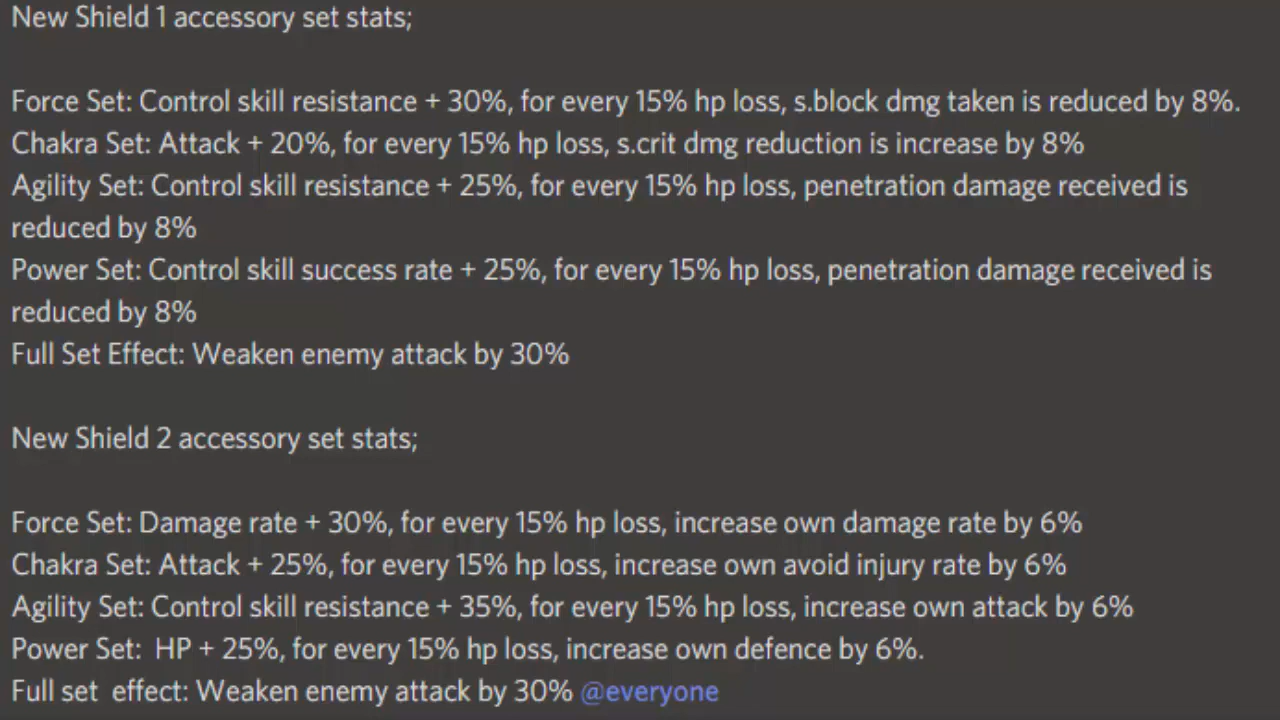 New Shield 1 accessory set stats;
Force Set: Control skill resistance + 30%, for every 15% hp loss, s.block dmg taken is reduced by 8%.
Chakra Set: Attack + 20%, for every 15% hp loss, s.crit dmg reduction is increase by 8%
Agility Set: Control skill resistance + 25%, for every 15% hp loss, penetration damage received is
reduced by 8%
Power Set: Control skill success rate + 25%, for every 15% hp loss, penetration damage received is
reduced by 8%
Full Set Effect: Weaken enemy attack by 30%
New Shield 2 accessory set stats;
Force Set: Damage rate + 30%, for every 15% hp loss, increase own damage rate by 6%
Chakra Set: Attack + 25%, for every 15% hp loss, increase own avoid injury rate by 6%
Agility Set: Control skill resistance + 35%, for every 15% hp loss, increase own attack by 6%
Power Set:  HP + 25%, for every 15% hp loss, increase own defence by 6%.
Full set  effect: Weaken enemy attack by 30% @everyone